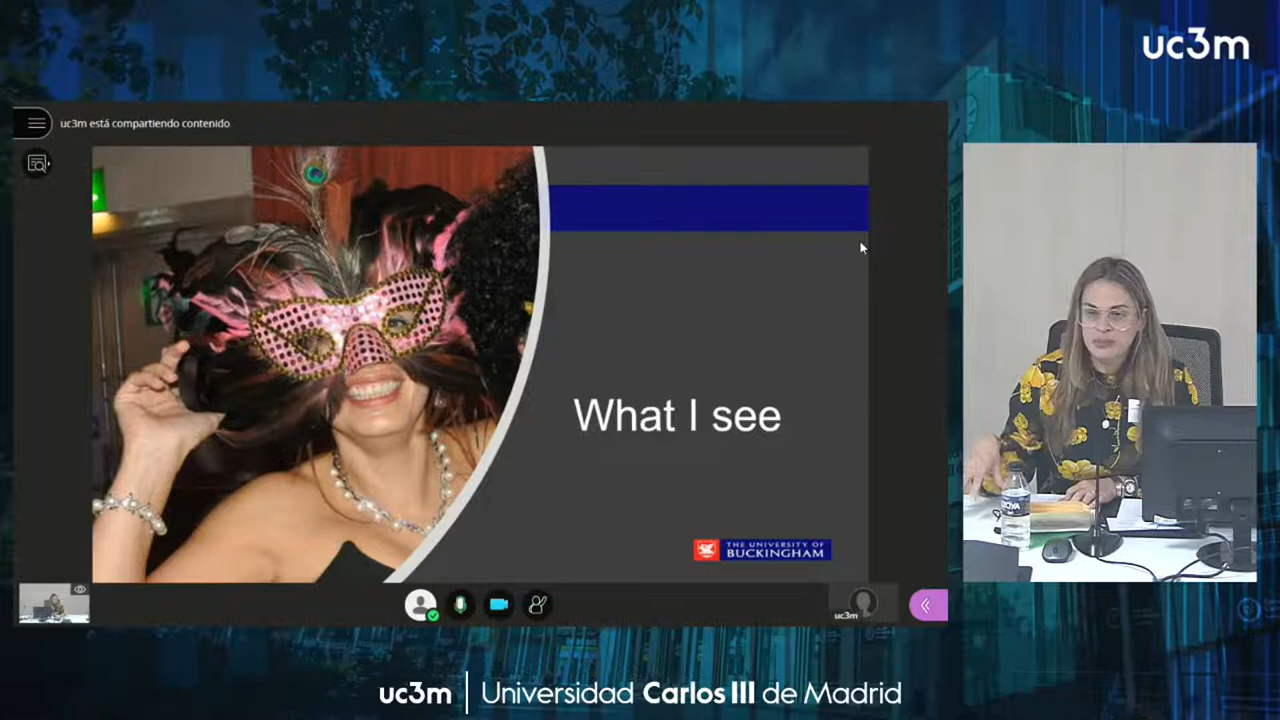 uc3m
uc3m está compartiendo contenido
What I see
THE UNIVERSITY OF
BUCKINGHAM
uc3m
uc3m | Universidad Carlos III de Madrid